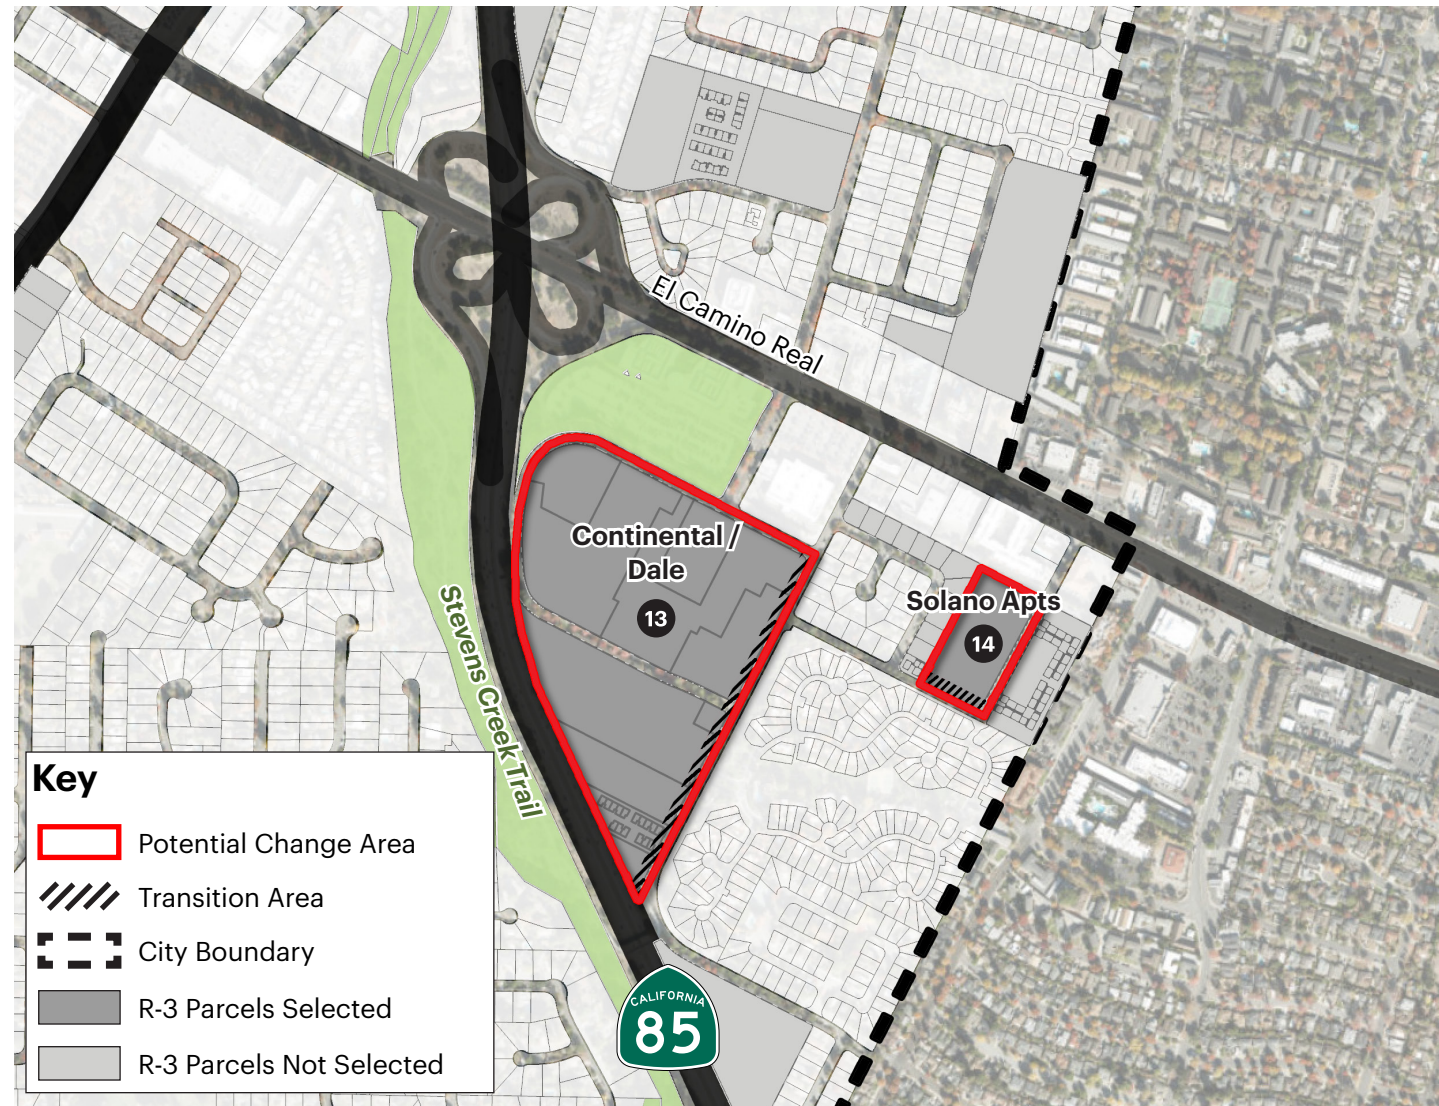 El Camino Real
Continental /
Dale
13
Solano Apts
14
Stevens Creek Trail
Key
Potential Change Area
Transition Area
City Boundary
R-3 Parcels Selected
R-3 Parcels Not Selected
CALIFORNIA
85